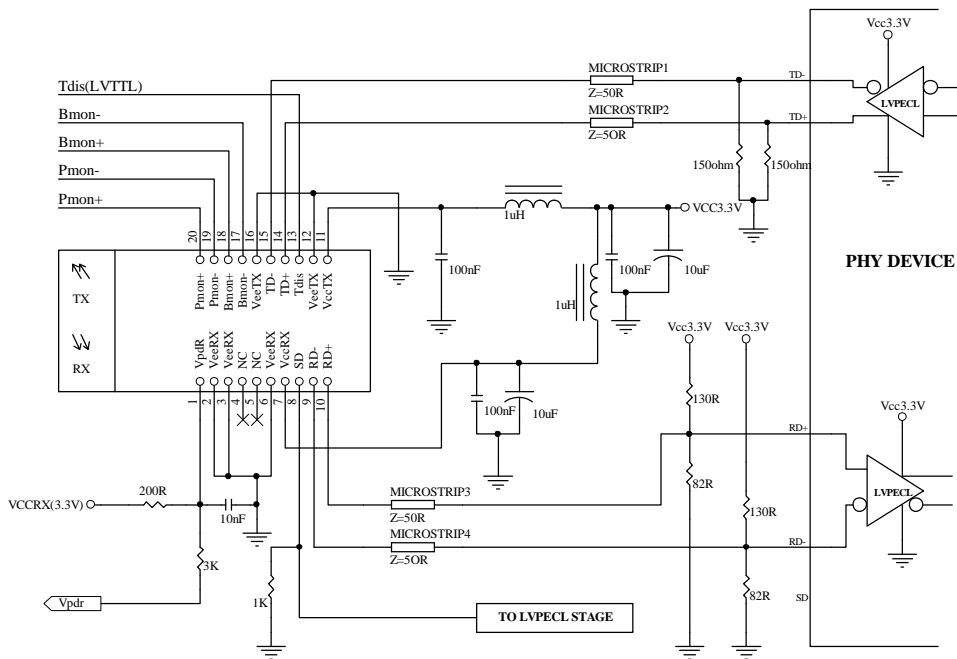 Vcc3.3V
MICROSTRIP1
Z=50R
TD-
LVPECL
Tdis(LVTTL)
MICROSTRIP2
Z=5OR
TD+
Bmon-
Bmon+
150ohm
150ohm
Pmon-
Pmon+
1uH
VCC3.3V
20
19
18
17
16
15
14
13
12
11
100nF
100nF
10uF
PHY DEVICE
Pmon+
Pmon-
Bmon+
Bmon-
VeeTX
TD-
TD+
Tdis
VeeTX
VccTX
TX
1uH
RX
VpdR
VeeRX
VeeRX
NC
NC
VeeRX
VccRX
SD
RD-
RD+
Vcc3.3V
Vcc3.3V
1
2
3
4
5
6
7
8
9
10
100nF
10uF
130R
Vcc3.3V
RD+
82R
LVPECL
200R
VCCRX(3.3V)
10nF
MICROSTRIP3
Z=50R
130R
MICROSTRIP4
Z=5OR
RD-
3K
1K
82R
SD
Vpdr
TO LVPECL STAGE